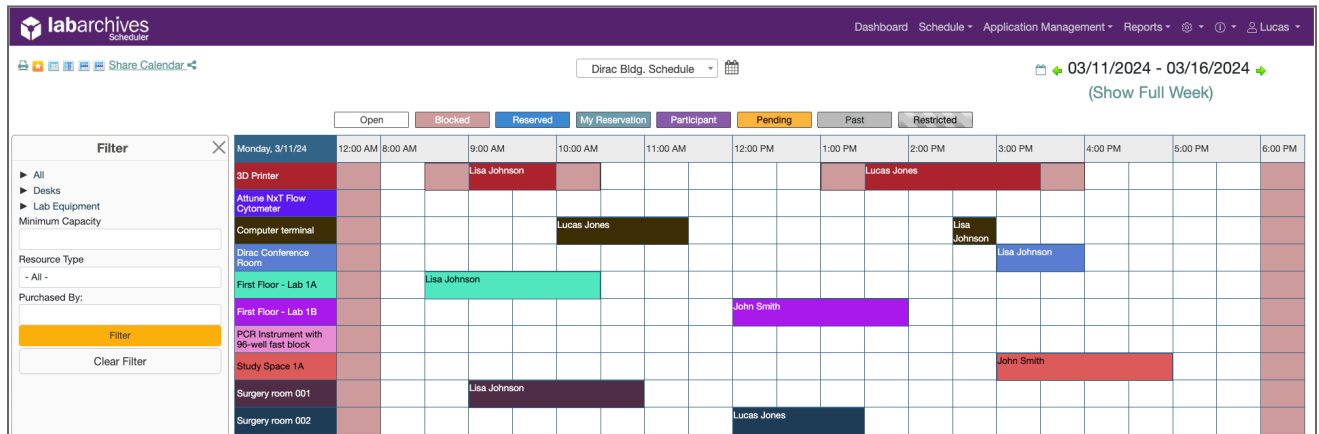 labarchives
Scheduler
Dashboard Schedule Application Management Reports Lucas
Share Calendar
Dirac Bldg. Schedule
03/11/2024 - 03/16/2024
(Show Full Week)
Open Blocked Reserved My Reservation Participant Pending Past Restricted
Filter
All
Desks
Lab Equipment
Minimum Capacity
Resource Type
- All -
Purchased By:
Filter
Clear Filter
Monday, 3/11/24 12:00 AM 8:00 AM 9:00 AM 10:00 AM 11:00 AM 12:00 PM 1:00 PM 2:00 PM 3:00 PM 4:00 PM 5:00 PM 6:00 PM
3D Printer Lisa Johnson Lucas Jones
Attune NxT Flow
Cytometer
Computer terminal Lucas Jones Lisa
Johnson
Dirac Conference
Room Lisa Johnson
First Floor - Lab 1A Lisa Johnson
First Floor - Lab 1B John Smith
PCR Instrument with
96-well fast block
Study Space 1A John Smith
Surgery room 001 Lisa Johnson
Surgery room 002 Lucas Jones